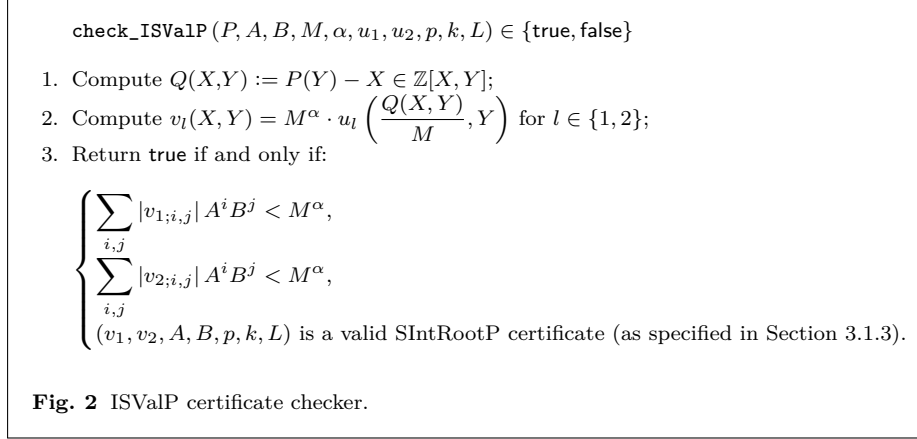 check_ISValP (P, A, B, M, α, u₁, u₂, p, k, L) ∈ {true, false}
1. Compute Q(X,Y) := P(Y) − X ∈ ℤ[X, Y];
2. Compute v_l(X, Y) = M^α · u_l (Q(X, Y)/M, Y) for l ∈ {1, 2};
3. Return true if and only if:
∑_{i,j} |v_{1;i,j}| A^i B^j < M^α,
∑_{i,j} |v_{2;i,j}| A^i B^j < M^α,
(v₁, v₂, A, B, p, k, L) is a valid SIntRootP certificate (as specified in Section 3.1.3).
Fig. 2 ISValP certificate checker.